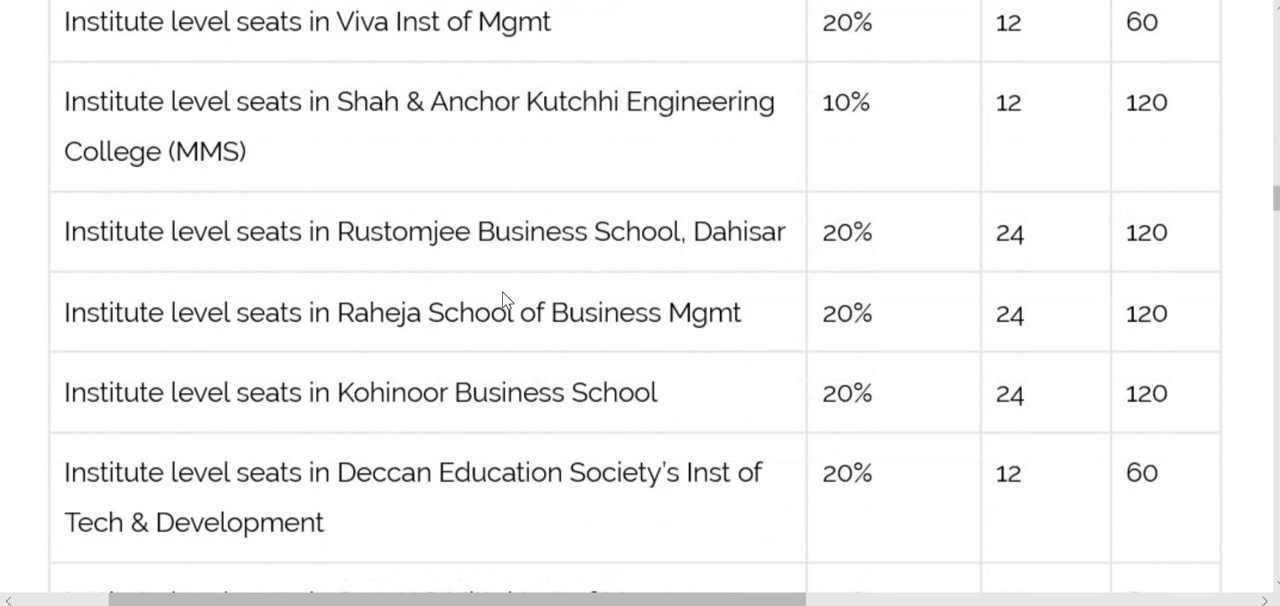 Institute level seats in Viva Inst of Mgmt 20% 12 60
Institute level seats in Shah & Anchor Kutchhi Engineering 10% 12 120
College (MMS)
Institute level seats in Rustomjee Business School, Dahisar 20% 24 120
Institute level seats in Raheja School of Business Mgmt 20% 24 120
Institute level seats in Kohinoor Business School 20% 24 120
Institute level seats in Deccan Education Society's Inst of 20% 12 60
Tech & Development